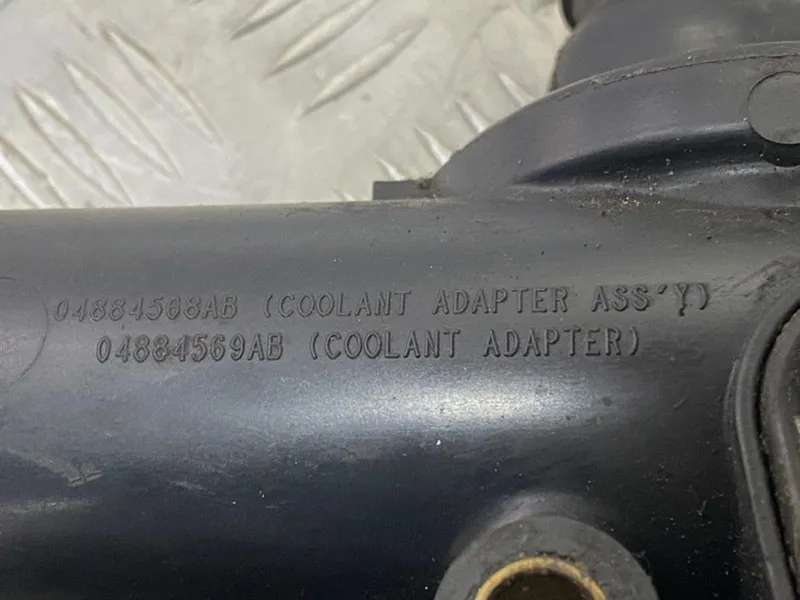 04884568AB (COOLANT ADAPTER ASS'Y)
04884569AB (COOLANT ADAPTER)